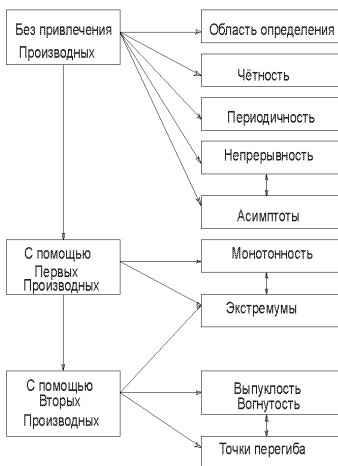 Без привлечения
Производных
Область определения
Чётность
Периодичность
Непрерывность
Асимптоты
С помощью
Первых
Производных
Монотонность
Экстремумы
С помощью
Вторых
Производных
Выпуклость
Вогнутость
Точки перегиба